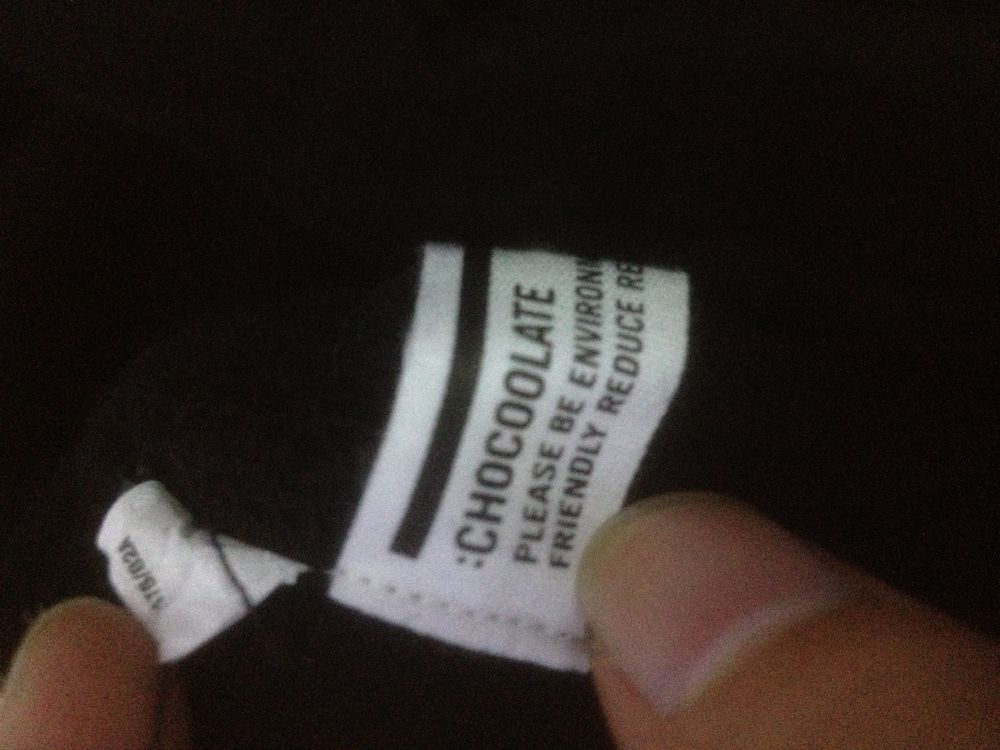 :CHOCOOLATE
PLEASE BE ENVIRON
FRIENDLY REDUCE RE